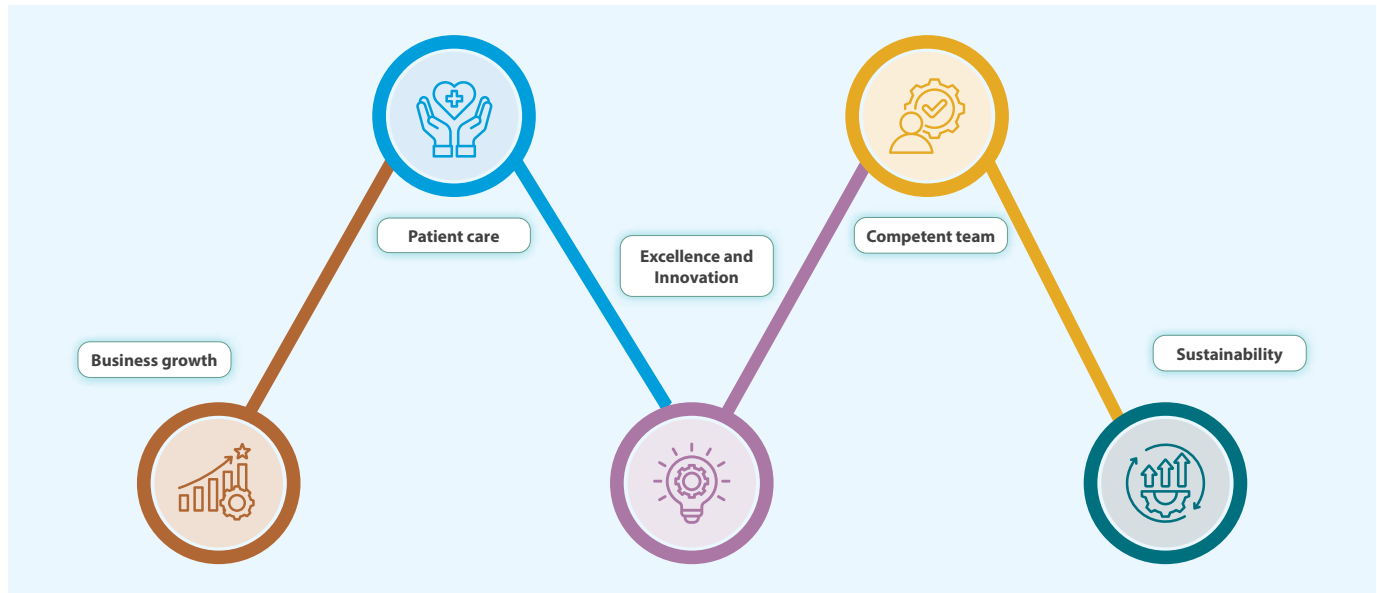 Business growth
Patient care
Excellence and
Innovation
Competent team
Sustainability